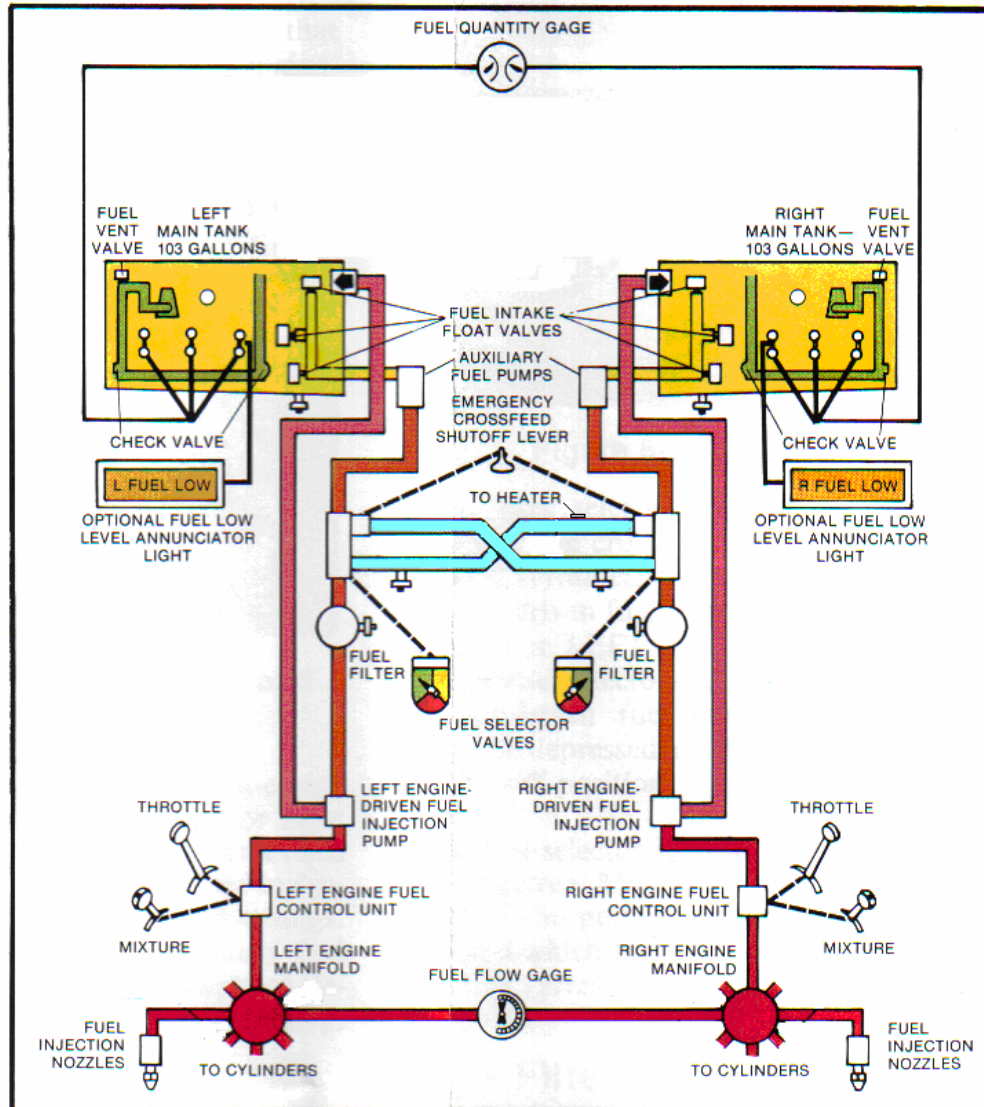 FUEL QUANTITY GAGE
FUEL
VENT
VALVE
LEFT
MAIN TANK
103 GALLONS
RIGHT
MAIN TANK—
103 GALLONS
FUEL
VENT
VALVE
FUEL INTAKE
FLOAT VALVES
AUXILIARY
FUEL PUMPS
EMERGENCY
CROSSFEED
SHUTOFF LEVER
CHECK VALVE
CHECK VALVE
L FUEL LOW
R FUEL LOW
TO HEATER
OPTIONAL FUEL LOW
LEVEL ANNUNCIATOR
LIGHT
OPTIONAL FUEL LOW
LEVEL ANNUNCIATOR
LIGHT
FUEL
FILTER
FUEL
FILTER
FUEL SELECTOR
VALVES
LEFT ENGINE-
DRIVEN FUEL
INJECTION
PUMP
RIGHT ENGINE-
DRIVEN FUEL
INJECTION
PUMP
THROTTLE
THROTTLE
LEFT ENGINE FUEL
CONTROL UNIT
RIGHT ENGINE FUEL
CONTROL UNIT
MIXTURE
MIXTURE
LEFT ENGINE
MANIFOLD
RIGHT ENGINE
MANIFOLD
FUEL FLOW GAGE
FUEL
INJECTION
NOZZLES
TO CYLINDERS
TO CYLINDERS
FUEL
INJECTION
NOZZLES